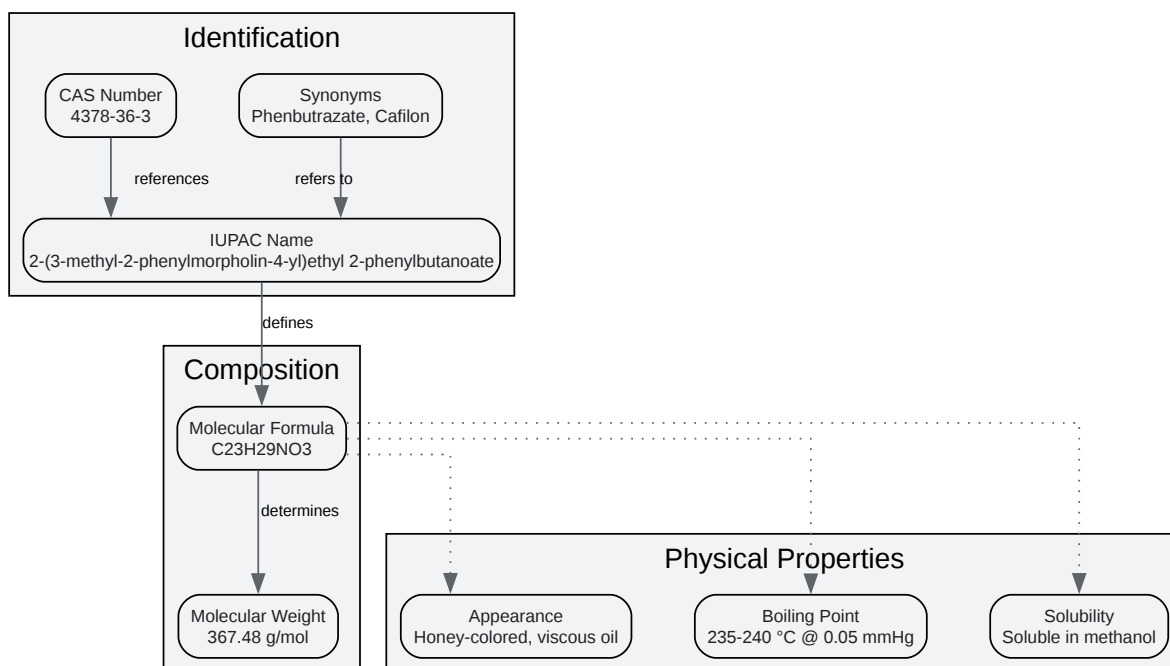 Identification
CAS Number
4378-36-3
Synonyms
Phenbutrazate, Cafilon
references
refers to
IUPAC Name
2-(3-methyl-2-phenylmorpholin-4-yl)ethyl 2-phenylbutanoate
defines
Composition
Molecular Formula
C23H29NO3
determines
Molecular Weight
367.48 g/mol
Physical Properties
Appearance
Honey-colored, viscous oil
Boiling Point
235-240 °C @ 0.05 mmHg
Solubility
Soluble in methanol